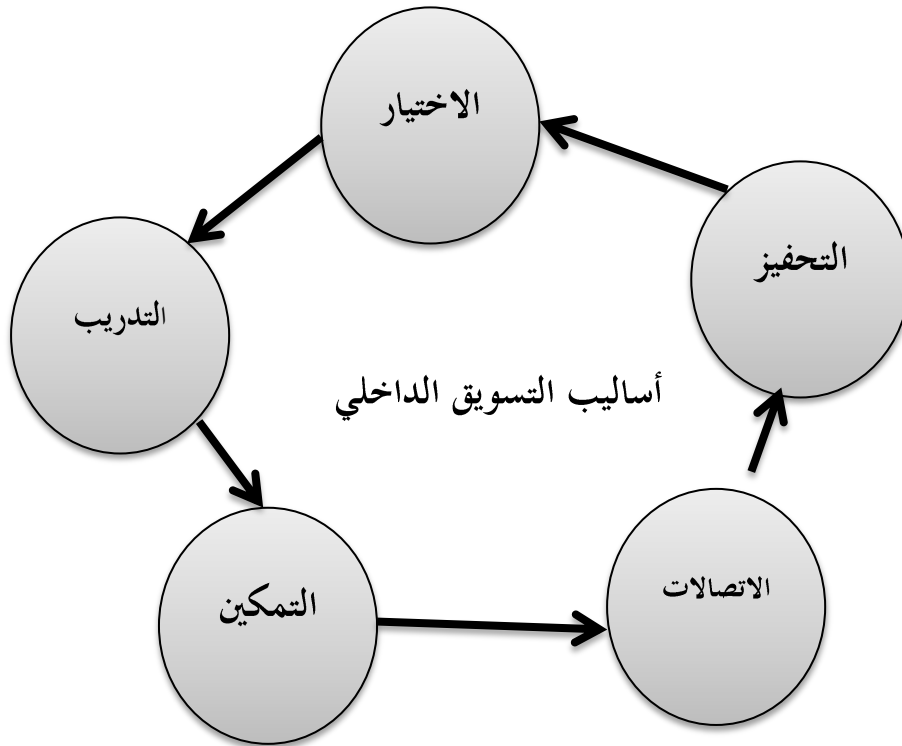 الاختيار
التحفيز
التدريب
أساليب التسويق الداخلي
الاتصالات
التمكين